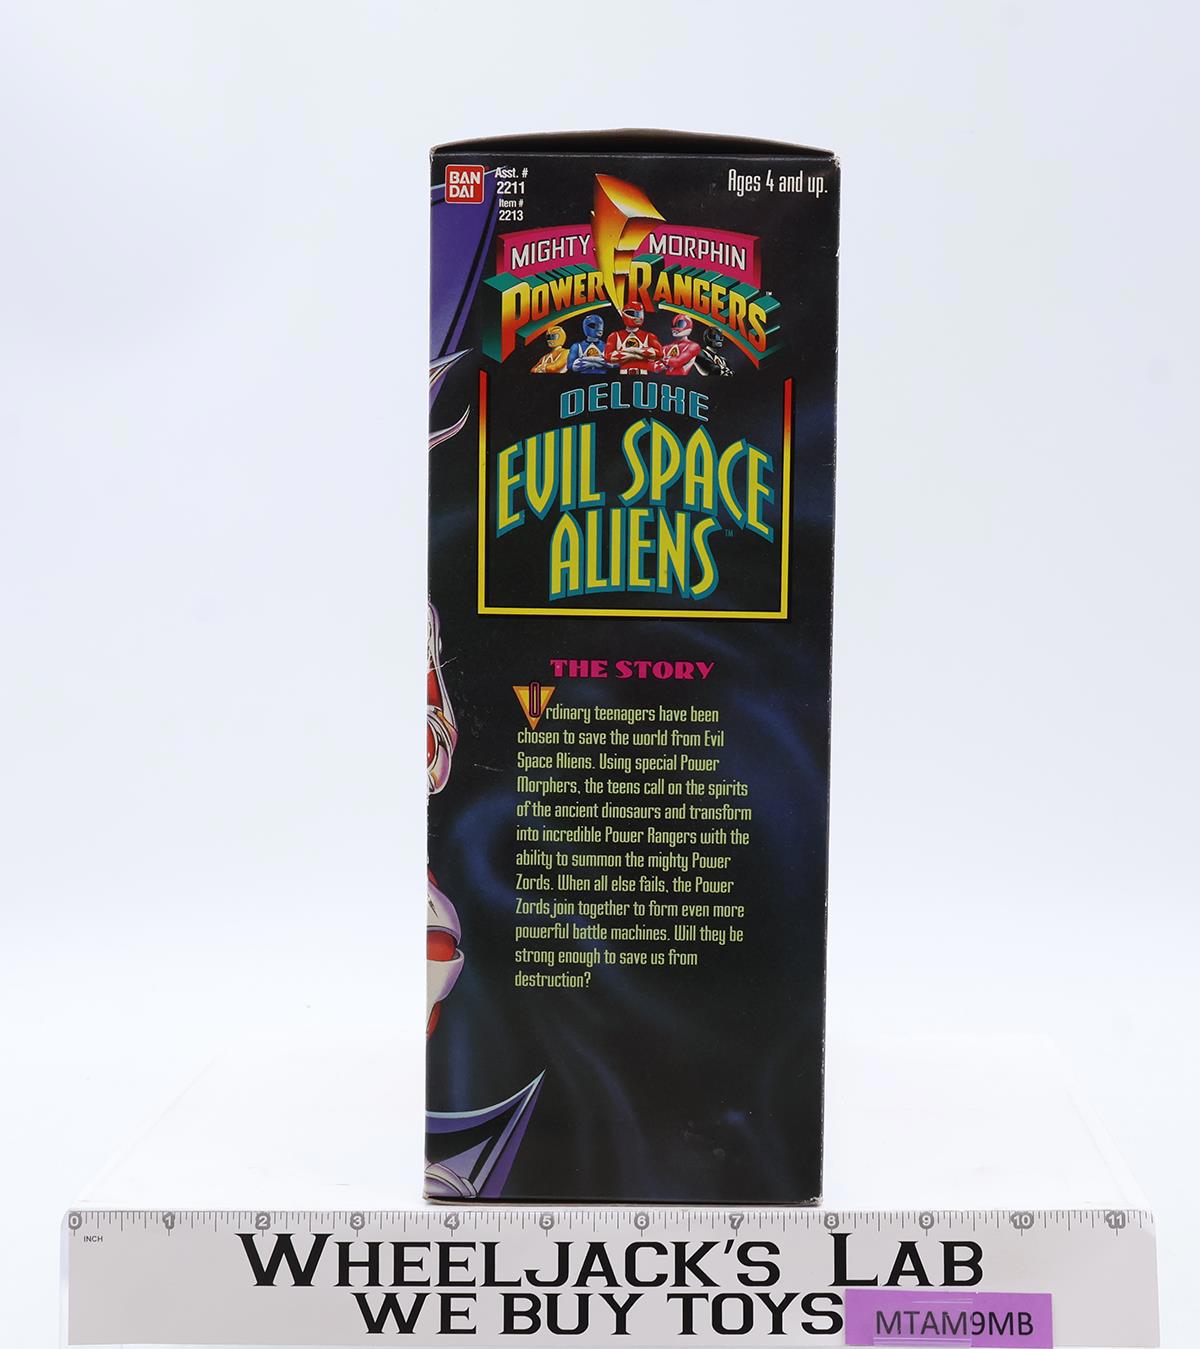 BAN
DAI
Asst. #
2211
Item #
2213
Ages 4 and up.
MIGHTY MORPHIN
POWER RANGERS™
DELUXE
EVIL SPACE
ALIENS™
THE STORY
Ordinary teenagers have been
chosen to save the world from Evil
Space Aliens. Using special Power
Morphers, the teens call on the spirits
of the ancient dinosaurs and transform
into incredible Power Rangers with the
ability to summon the mighty Power
Zords. When all else fails, the Power
Zords join together to form even more
powerful battle machines. Will they be
strong enough to save us from
destruction?
0 1 2 3 4 5 6 7 8 9 10 11
INCH
WHEELJACK'S LAB
WE BUY TOYS
MTAM9MB